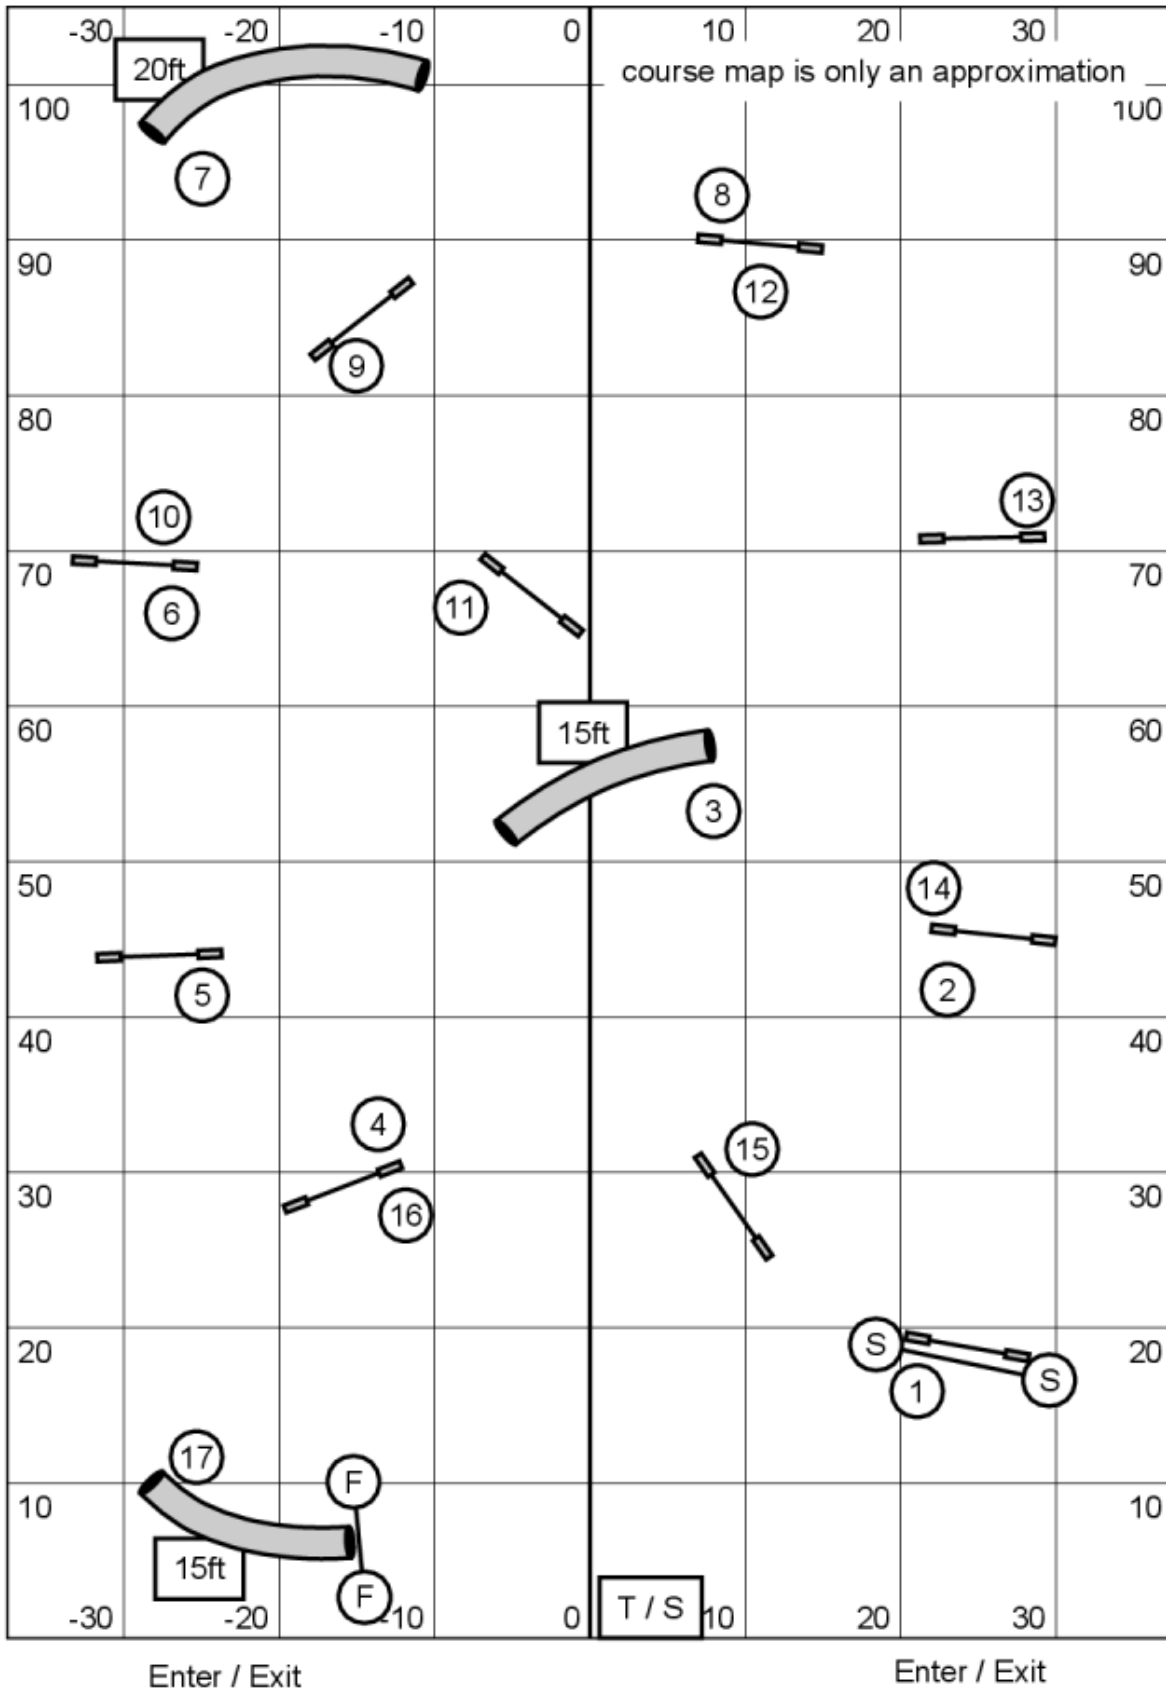 -30 -20 -10 0 10 20 30
20ft
course map is only an approximation
100 100
7
8
90 90
12
9
80 80
10
13
70 70
11
6
60 15ft 60
3
50 14 50
5
2
40 40
4
15
30 30
16
20 S 20
1 S
17
F
10 10
15ft
F
T / S
-30 -20 -10 0 10 20 30
Enter / Exit Enter / Exit